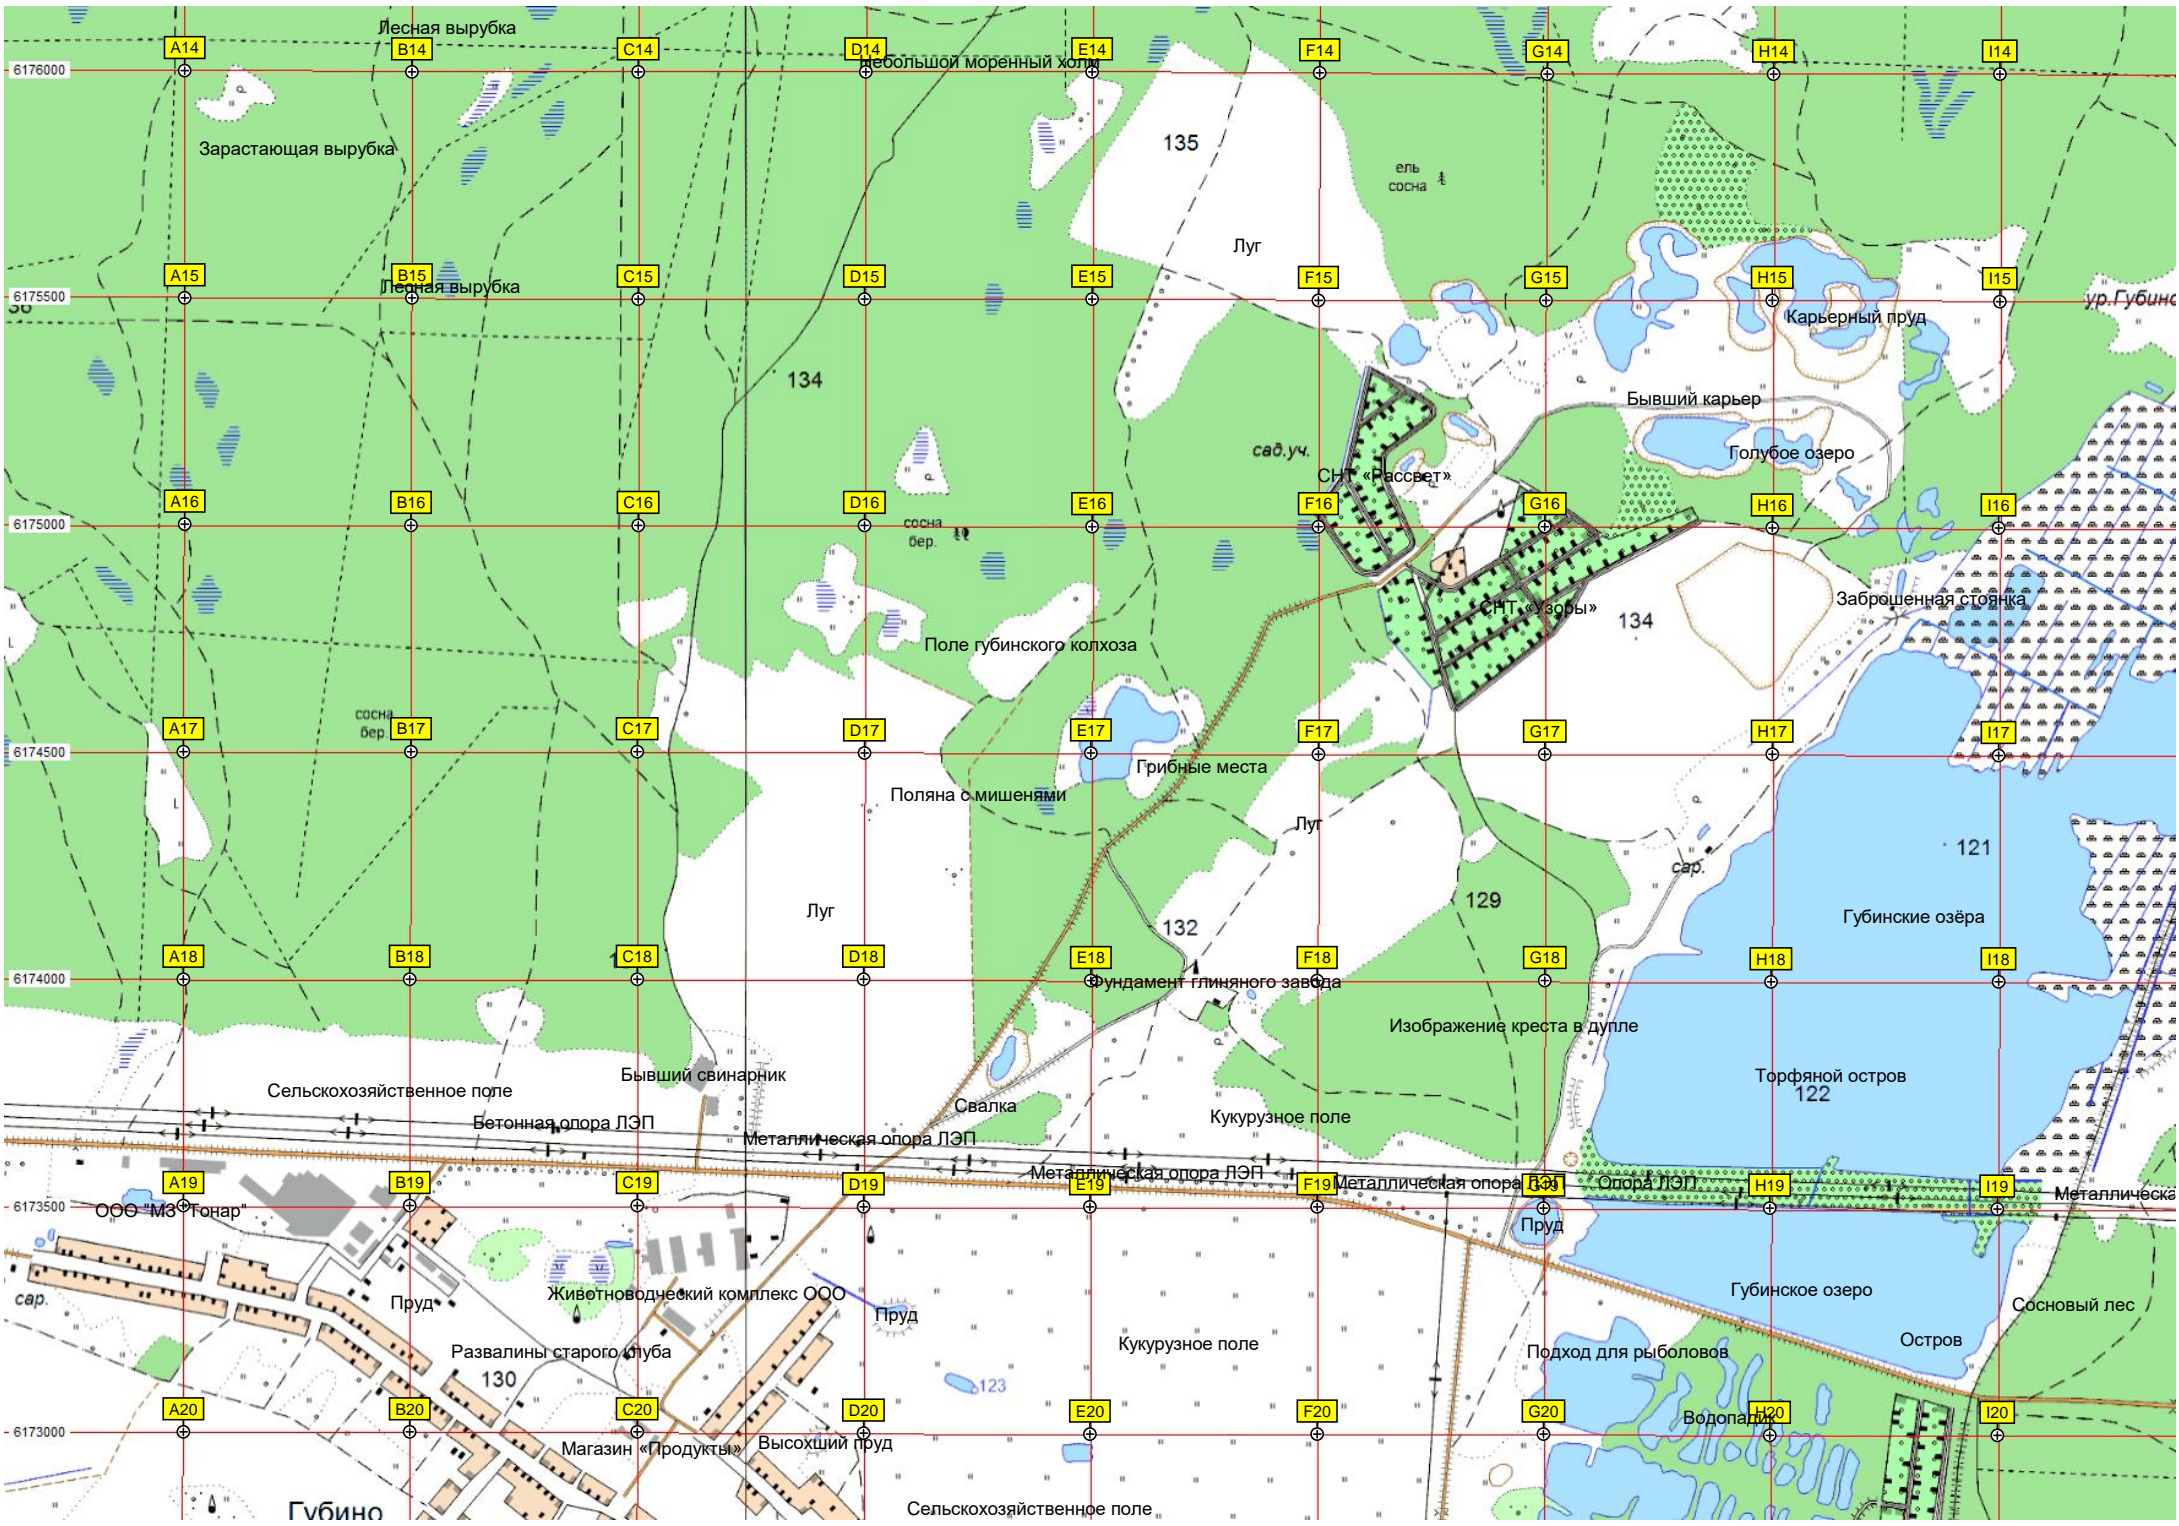 Лесная вырубка
A14 B14 C14 D14 E14 F14 G14 H14 I14
Небольшой моренный холм
6176000
135
Зарастающая вырубка
ель
сосна
Луг
A15 B15 C15 D15 E15 F15 G15 H15 I15
Лесная вырубка
6175500
ур.Губинс
Карьерный пруд
134
Бывший карьер
сад.уч.
Голубое озеро
СНТ «Рассвет»
A16 B16 C16 D16 E16 F16 G16 H16 I16
6175000
сосна
бер.
Заброшенная стоянка
СНТ «Узоры»
134
Поле губинского колхоза
сосна
бер.
A17 B17 C17 D17 E17 F17 G17 H17 I17
6174500
Грибные места
Поляна с мишенями
Луг
121
сар.
129
Луг
132
Губинские озёра
A18 B18 C18 D18 E18 F18 G18 H18 I18
6174000
Фундамент глиняного завода
Изображение креста в дупле
Бывший свинарник
Торфяной остров
Сельскохозяйственное поле
122
Свалка
Кукурузное поле
Бетонная опора ЛЭП
Металлическая опора ЛЭП
Металлическая опора ЛЭП
Металлическая опора ЛЭП
Опора ЛЭП
Металлическа
A19 B19 C19 D19 E19 F19 H19 I19
6173500
ООО "МЗ "Тонар"
Пруд
Губинское озеро
Животноводческий комплекс ООО
сар.
Пруд
Пруд
Сосновый лес
Остров
Кукурузное поле
Развалины старого клуба
Подход для рыболовов
130
123
A20 B20 C20 D20 E20 F20 G20 H20 I20
Водопадик
6173000
Магазин «Продукты»
Высохший пруд
Губино
Сельскохозяйственное поле